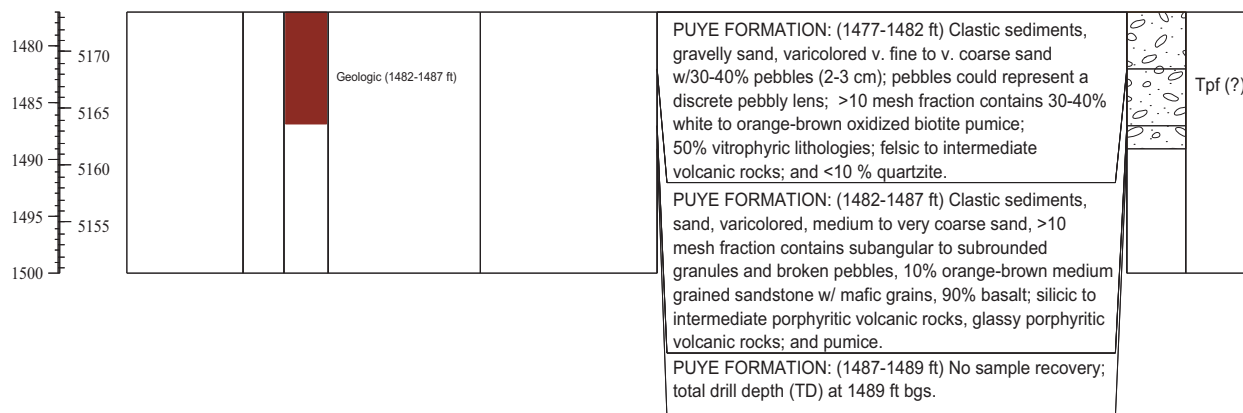 1480
1485
1490
1495
1500
5170
5165
5160
5155
Geologic (1482-1487 ft)
PUYE FORMATION: (1477-1482 ft) Clastic sediments,
gravelly sand, varicolored v. fine to v. coarse sand
w/30-40% pebbles (2-3 cm); pebbles could represent a
discrete pebbly lens; >10 mesh fraction contains 30-40%
white to orange-brown oxidized biotite pumice;
50% vitrophyric lithologies; felsic to intermediate
volcanic rocks; and <10 % quartzite.
PUYE FORMATION: (1482-1487 ft) Clastic sediments,
sand, varicolored, medium to very coarse sand, >10
mesh fraction contains subangular to subrounded
granules and broken pebbles, 10% orange-brown medium
grained sandstone w/ mafic grains, 90% basalt; silicic to
intermediate porphyritic volcanic rocks, glassy porphyritic
volcanic rocks; and pumice.
PUYE FORMATION: (1487-1489 ft) No sample recovery;
total drill depth (TD) at 1489 ft bgs.
Tpf (?)